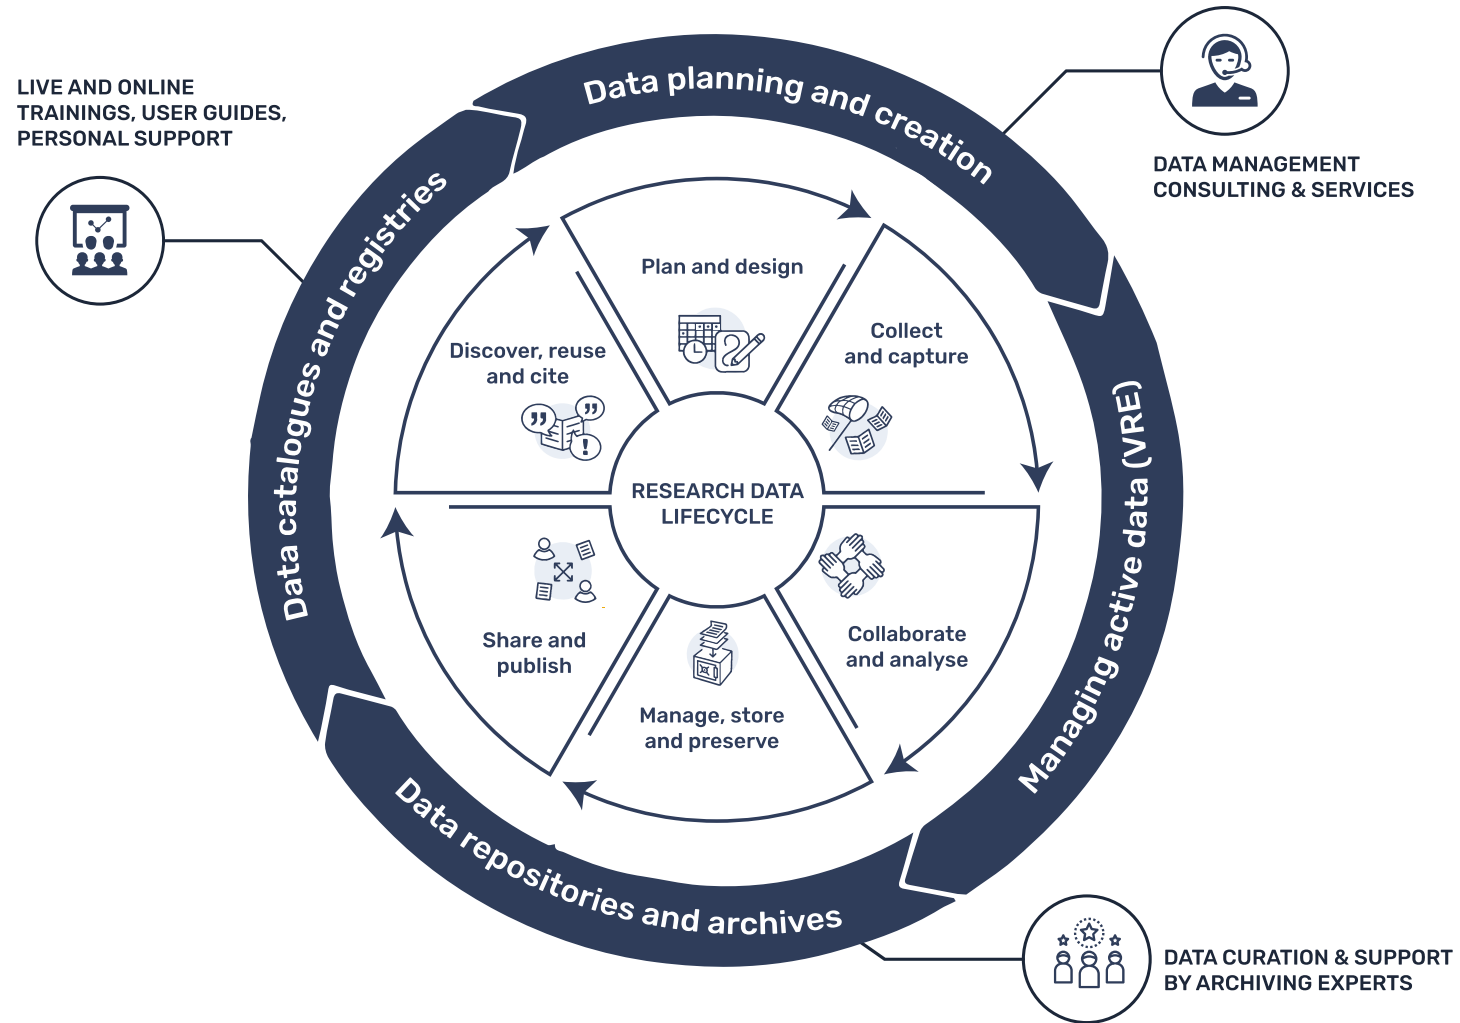 LIVE AND ONLINE
TRAININGS, USER GUIDES,
PERSONAL SUPPORT
Data planning and creation
DATA MANAGEMENT
CONSULTING & SERVICES
Data catalogues and registries
Managing active data (VRE)
Plan and design
Collect
and capture
Discover, reuse
and cite
RESEARCH DATA
LIFECYCLE
Share and
publish
Collaborate
and analyse
Manage, store
and preserve
Data repositories and archives
DATA CURATION & SUPPORT
BY ARCHIVING EXPERTS